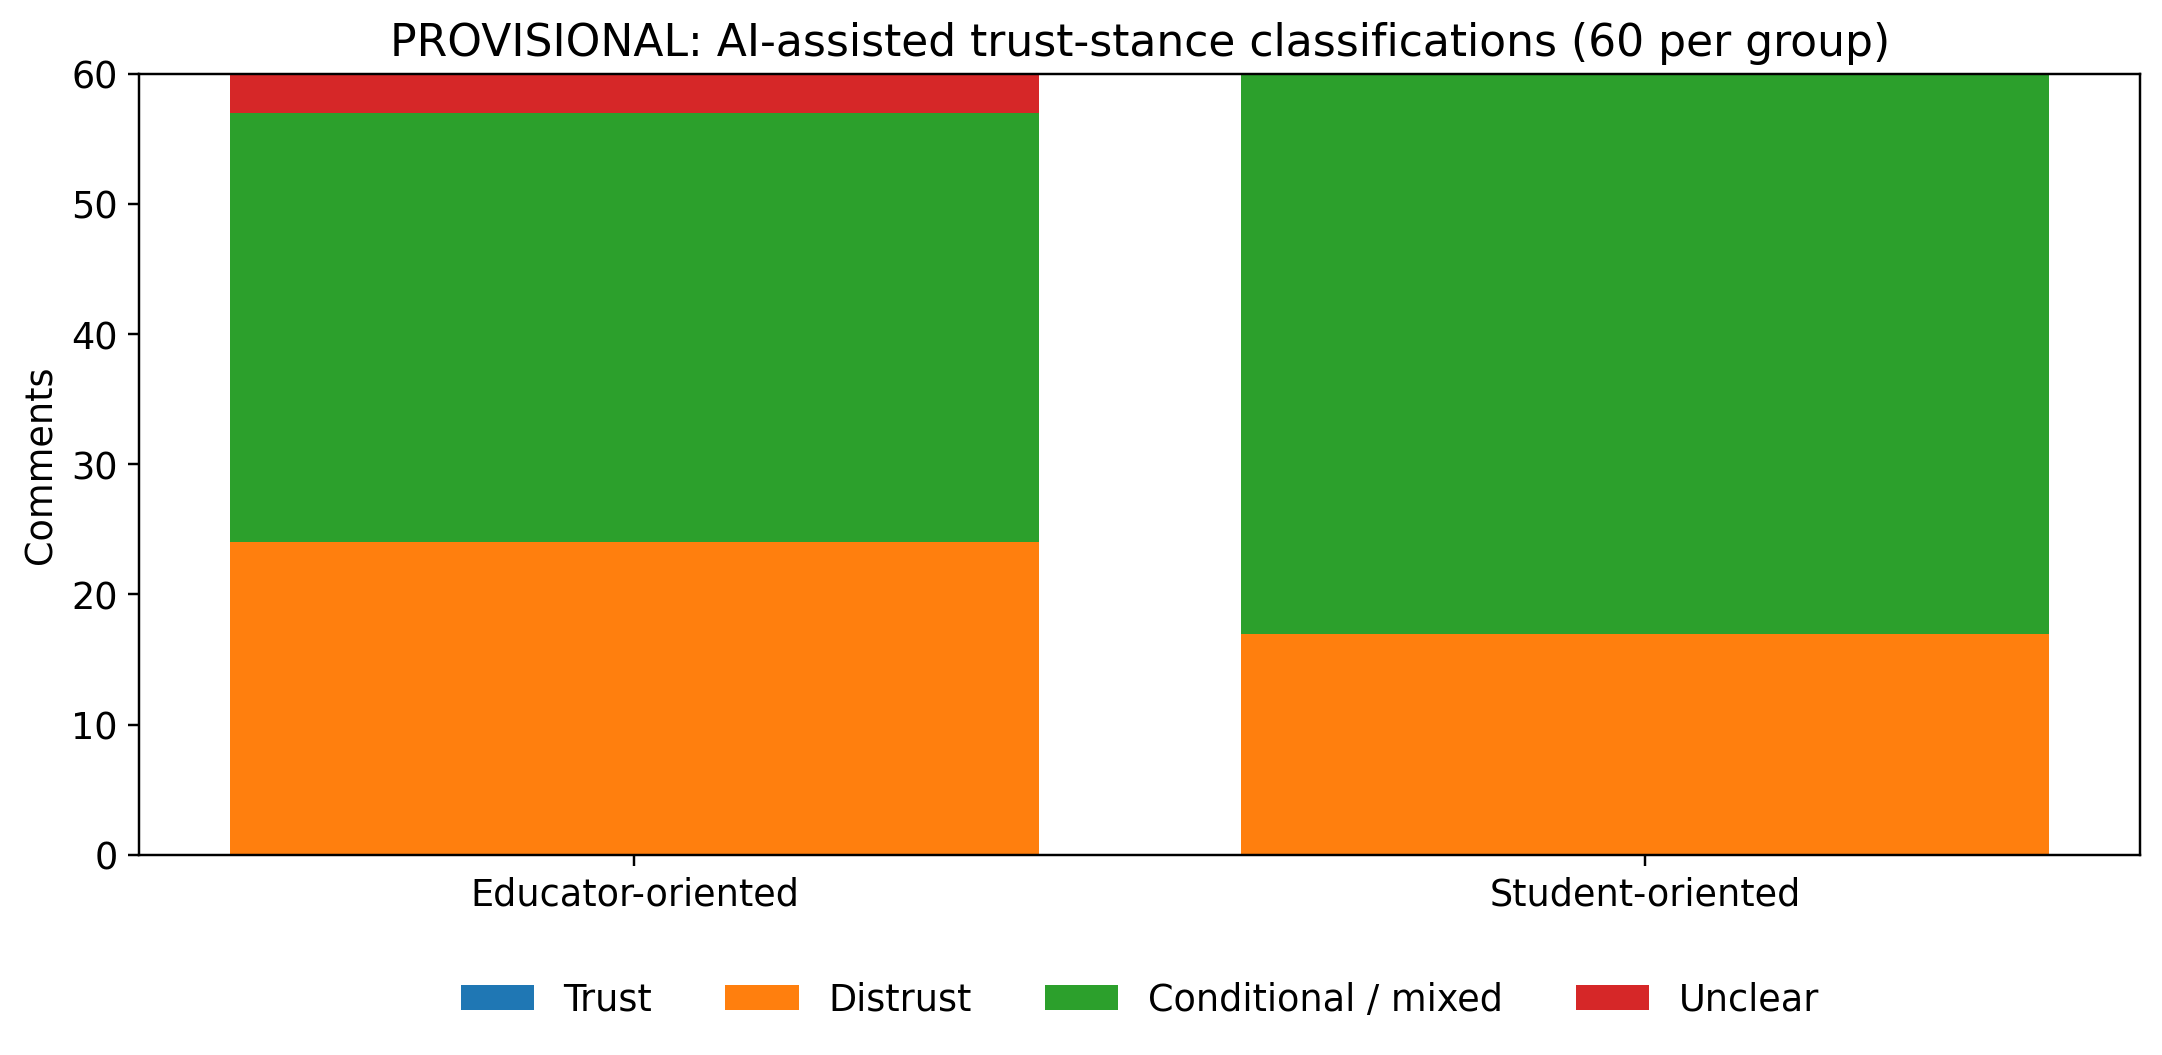 PROVISIONAL: AI-assisted trust-stance classifications (60 per group)
60
50
40
30
20
10
0
Comments
Educator-oriented
Student-oriented
Trust
Distrust
Conditional / mixed
Unclear